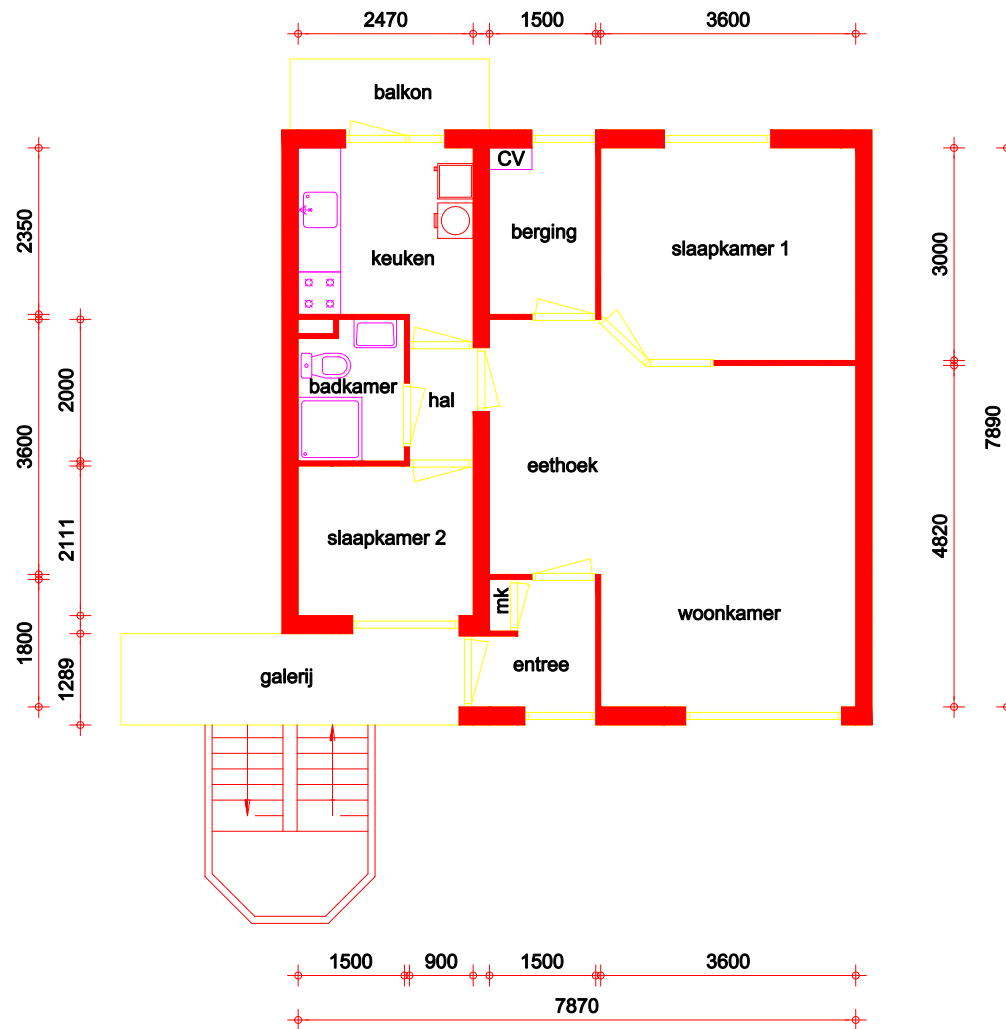 2470 1500 3600
balkon
CV
2350
berging
keuken
slaapkamer 1
3000
2000
badkamer
hal
7890
3600
eethoek
2111
slaapkamer 2
4820
mk
woonkamer
1800
1289
entree
galerij
1500 900 1500 3600
7870